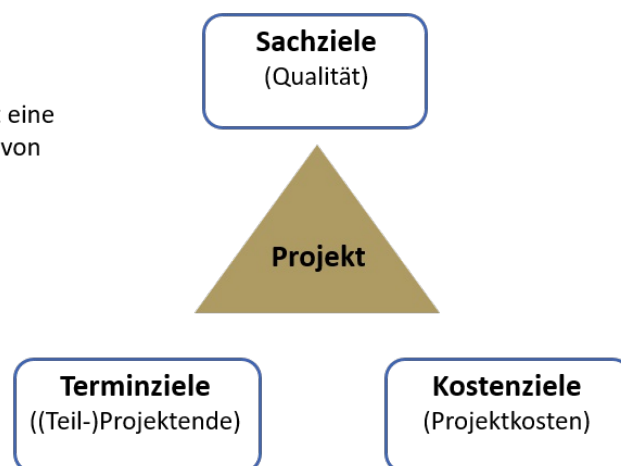 Sachziele
(Qualität)
eine
von
Projekt
Terminziele
((Teil-)Projektende)
Kostenziele
(Projektkosten)